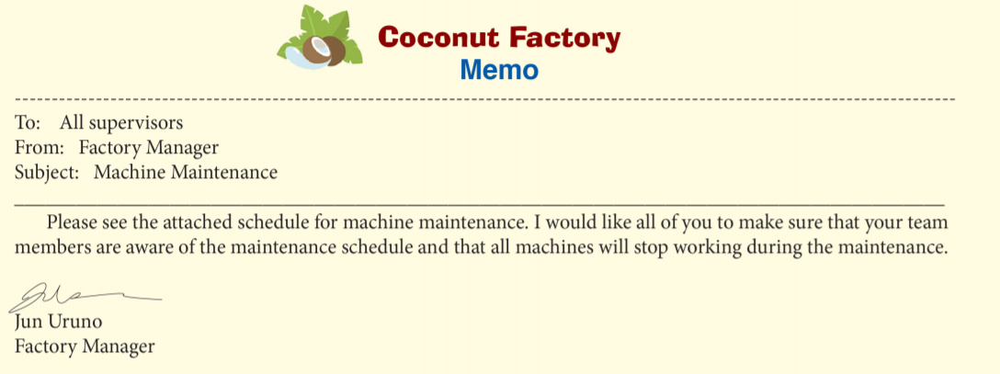 Coconut Factory
Memo
To: All supervisors
From: Factory Manager
Subject: Machine Maintenance
Please see the attached schedule for machine maintenance. I would like all of you to make sure that your team
members are aware of the maintenance schedule and that all machines will stop working during the maintenance.
Jun Uruno
Factory Manager